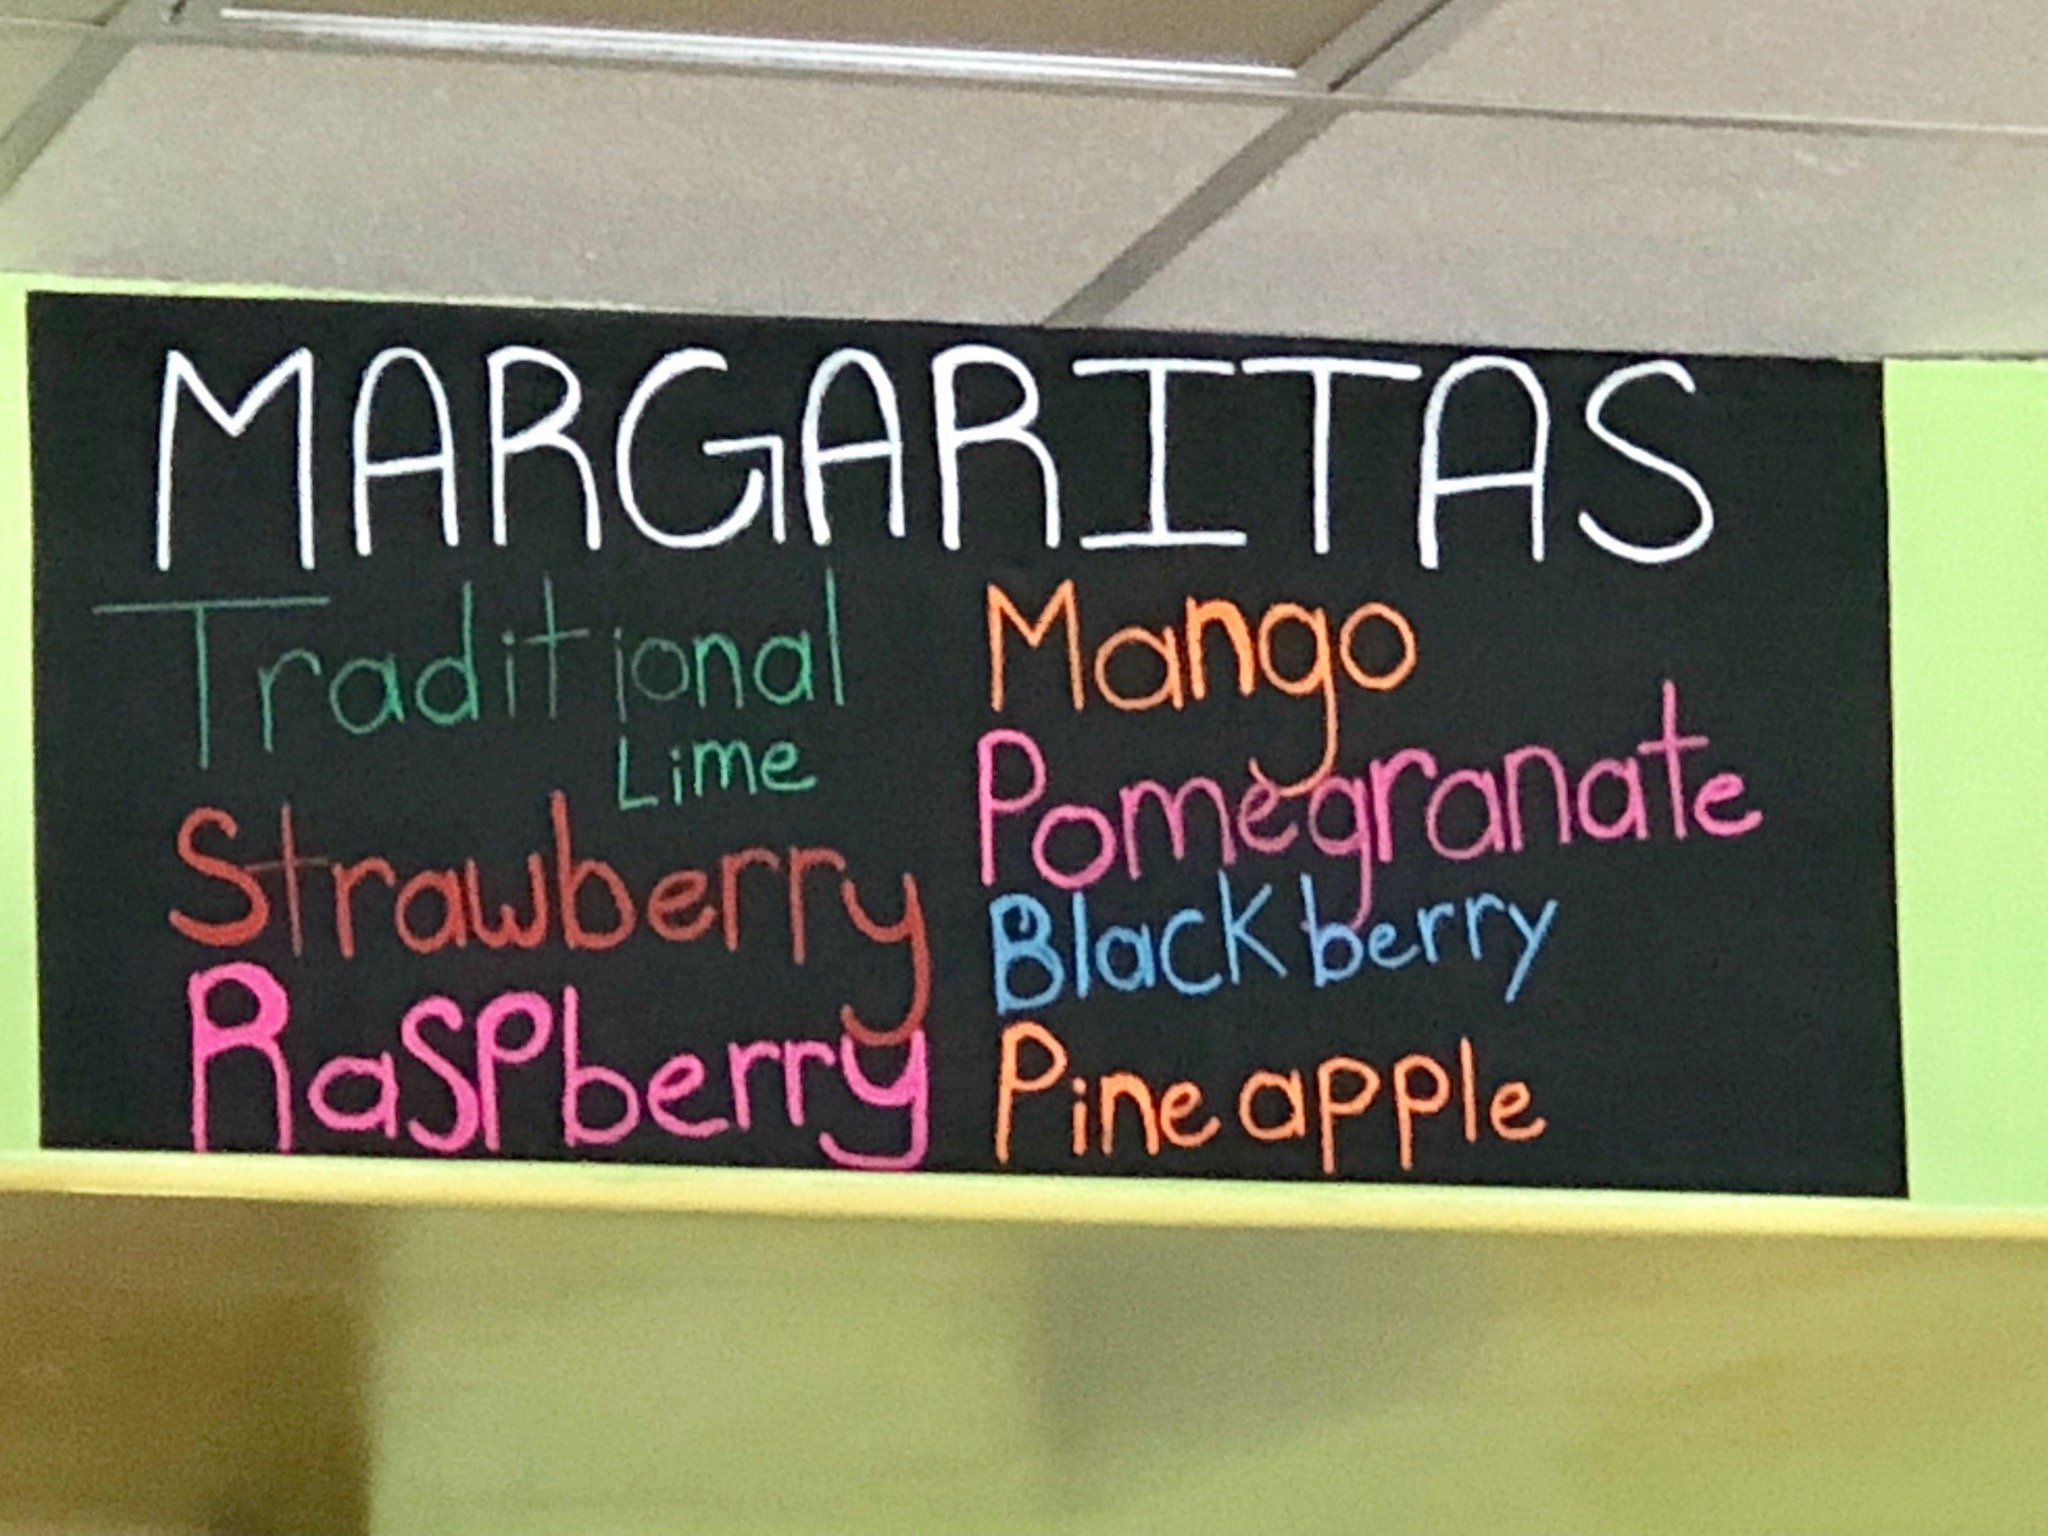 MARGARITAS
Traditional
Lime
Strawberry
Raspberry
Mango
Pomegranate
Blackberry
Pineapple